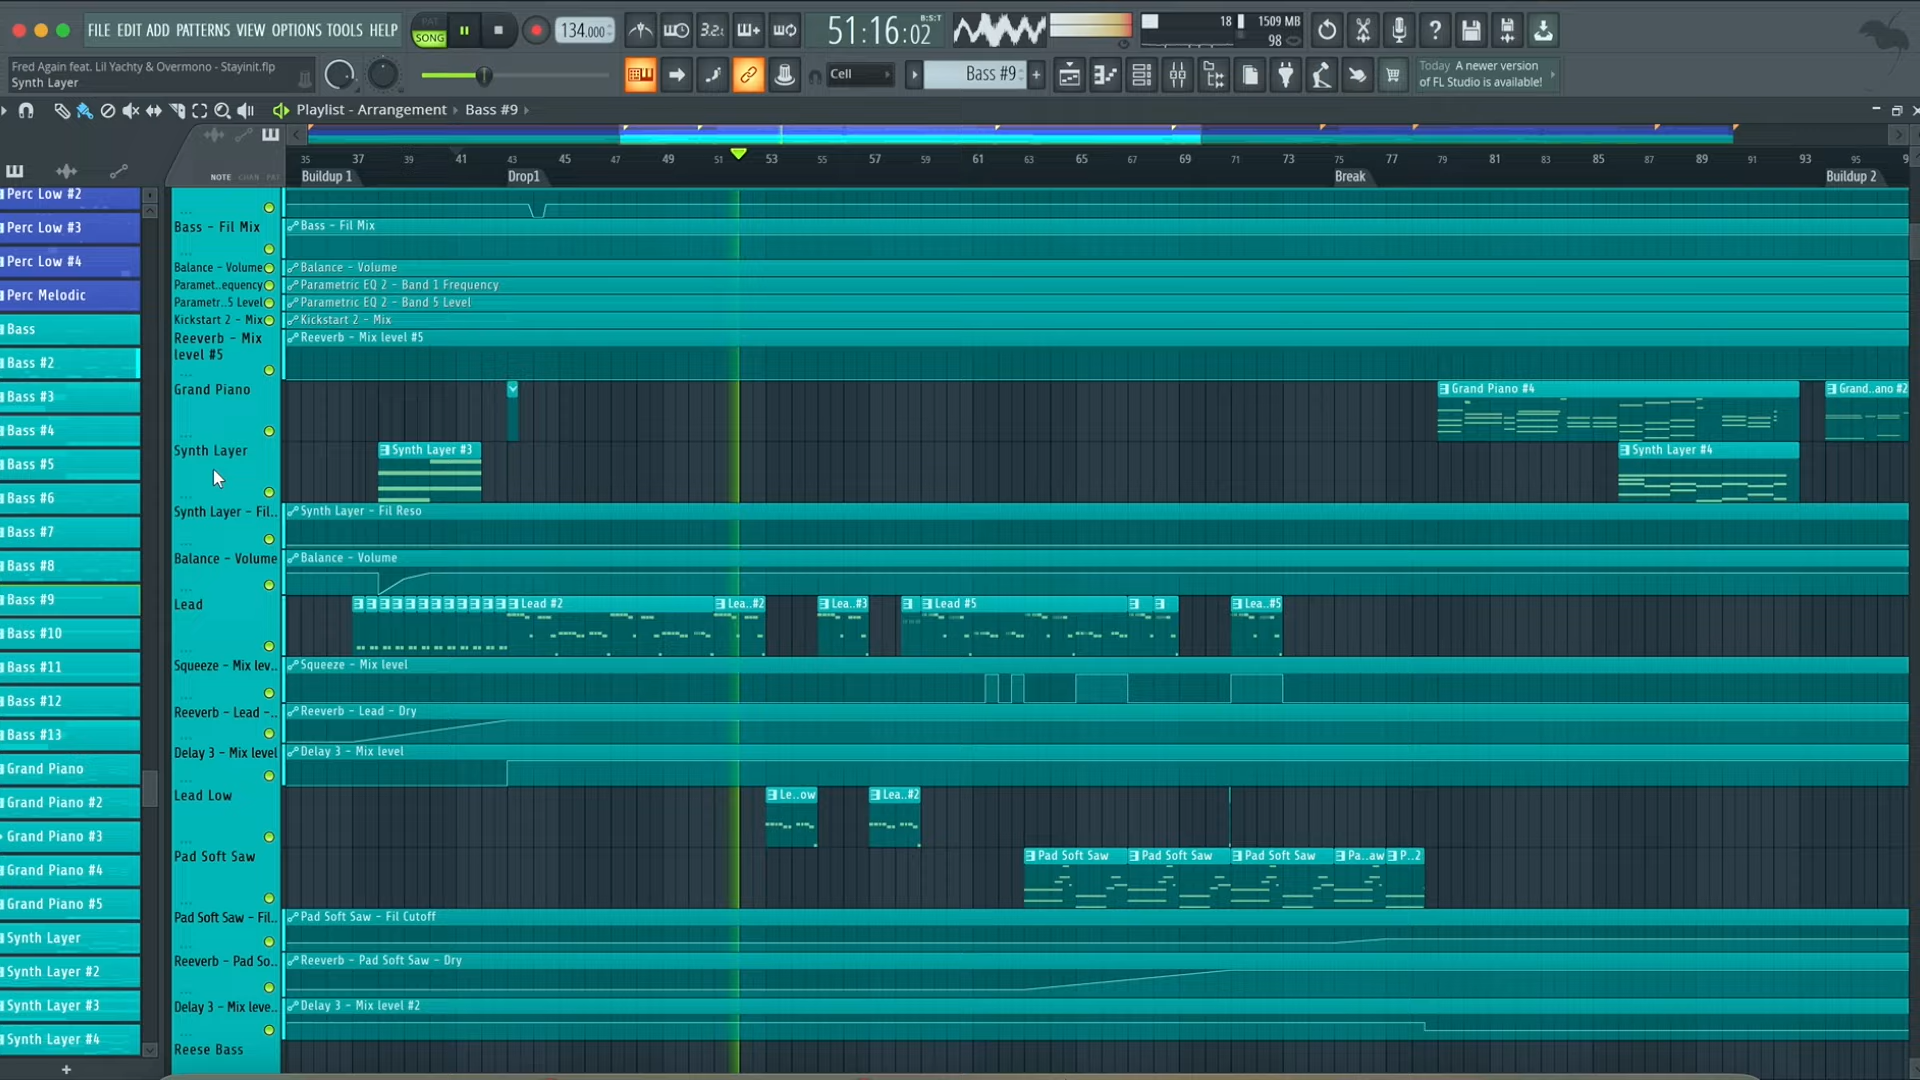 FILE EDIT ADD PATTERNS VIEW OPTIONS TOOLS HELP
PAT
SONG
134.000
3.2
51:16:02
B:S:T
18
1509 MB
98
Fred Again feat. Lil Yachty & Overmono - Stayinit.flp
Synth Layer
Cell
Bass #9
Today A newer version
of FL Studio is available!
Playlist - Arrangement
Bass #9
NOTE CHAN PAT
35 37 39 41 43 45 47 49 51 53 55 57 59 61 63 65 67 69 71 73 75 77 79 81 83 85 87 89 91 93 95 9
Buildup 1
Drop1
Break
Buildup 2
Perc Low #2
Perc Low #3
Perc Low #4
Perc Melodic
Bass
Bass #2
Bass #3
Bass #4
Bass #5
Bass #6
Bass #7
Bass #8
Bass #9
Bass #10
Bass #11
Bass #12
Bass #13
Grand Piano
Grand Piano #2
Grand Piano #3
Grand Piano #4
Grand Piano #5
Synth Layer
Synth Layer #2
Synth Layer #3
Synth Layer #4
Bass - Fil Mix
Bass - Fil Mix
Balance - Volume
Balance - Volume
Paramet..equency
Parametric EQ 2 - Band 1 Frequency
Parametr..5 Level
Parametric EQ 2 - Band 5 Level
Kickstart 2 - Mix
Kickstart 2 - Mix
Reeverb - Mix
level #5
Reeverb - Mix level #5
Grand Piano
Grand Piano #4
Grand..ano #2
Synth Layer
Synth Layer #3
Synth Layer #4
Synth Layer - Fil..
Synth Layer - Fil Reso
Balance - Volume
Balance - Volume
Lead
Lead #2
Lea..#2
Lea..#3
Lead #5
Lea..#5
Squeeze - Mix lev..
Squeeze - Mix level
Reeverb - Lead -..
Reeverb - Lead - Dry
Delay 3 - Mix level
Delay 3 - Mix level
Lead Low
Le..ow
Lea..#2
Pad Soft Saw
Pad Soft Saw
Pad Soft Saw
Pad Soft Saw
Pa..aw
P..2
Pad Soft Saw - Fil..
Pad Soft Saw - Fil Cutoff
Reeverb - Pad So..
Reeverb - Pad Soft Saw - Dry
Delay 3 - Mix leve..
Delay 3 - Mix level #2
Reese Bass